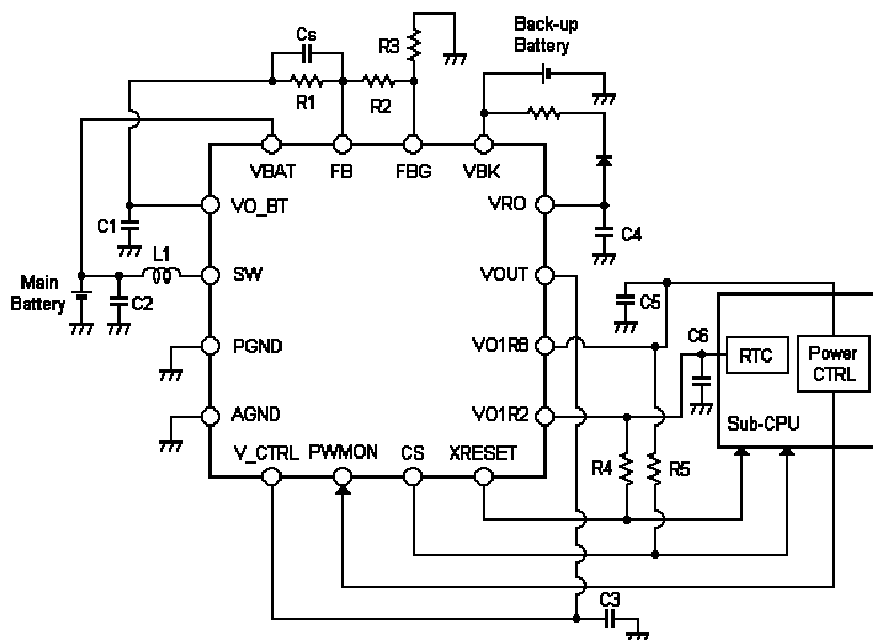 Cs
R3
Back-up
Battery
R1
R2
VBAT
FB
FBG
VBK
VO_BT
VRO
C1
C4
L1
SW
VOUT
Main
Battery
C2
C5
PGND
VO1R8
C6
RTC
Power
CTRL
AGND
VO1R2
Sub-CPU
V_CTRL
PWMON
CS
XRESET
R4
R5
C3